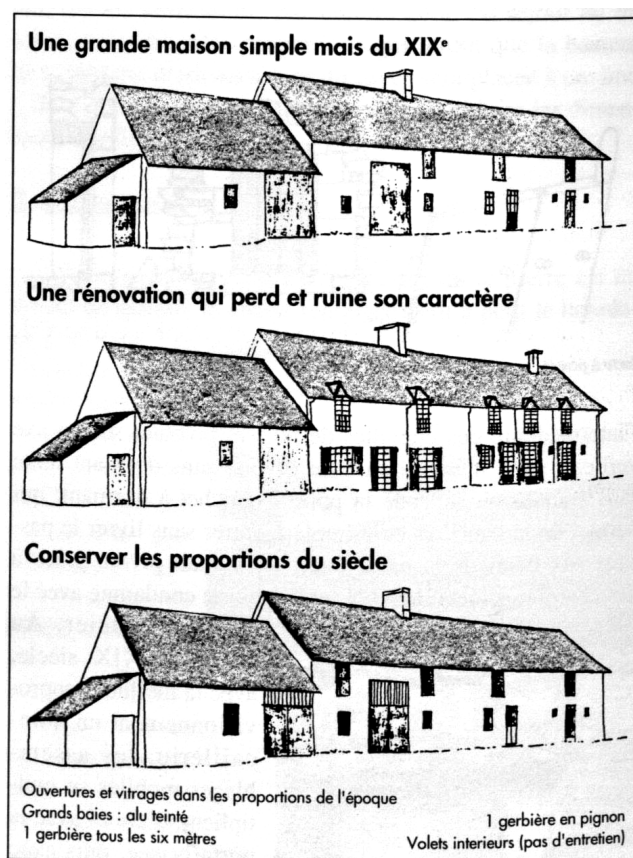 Une grande maison simple mais du XIXe
Une rénovation qui perd et ruine son caractère
Conserver les proportions du siècle
Ouvertures et vitrages dans les proportions de l'époque
Grands baies : alu teinté
1 gerbière tous les six mètres
1 gerbière en pignon
Volets interieurs (pas d'entretien)